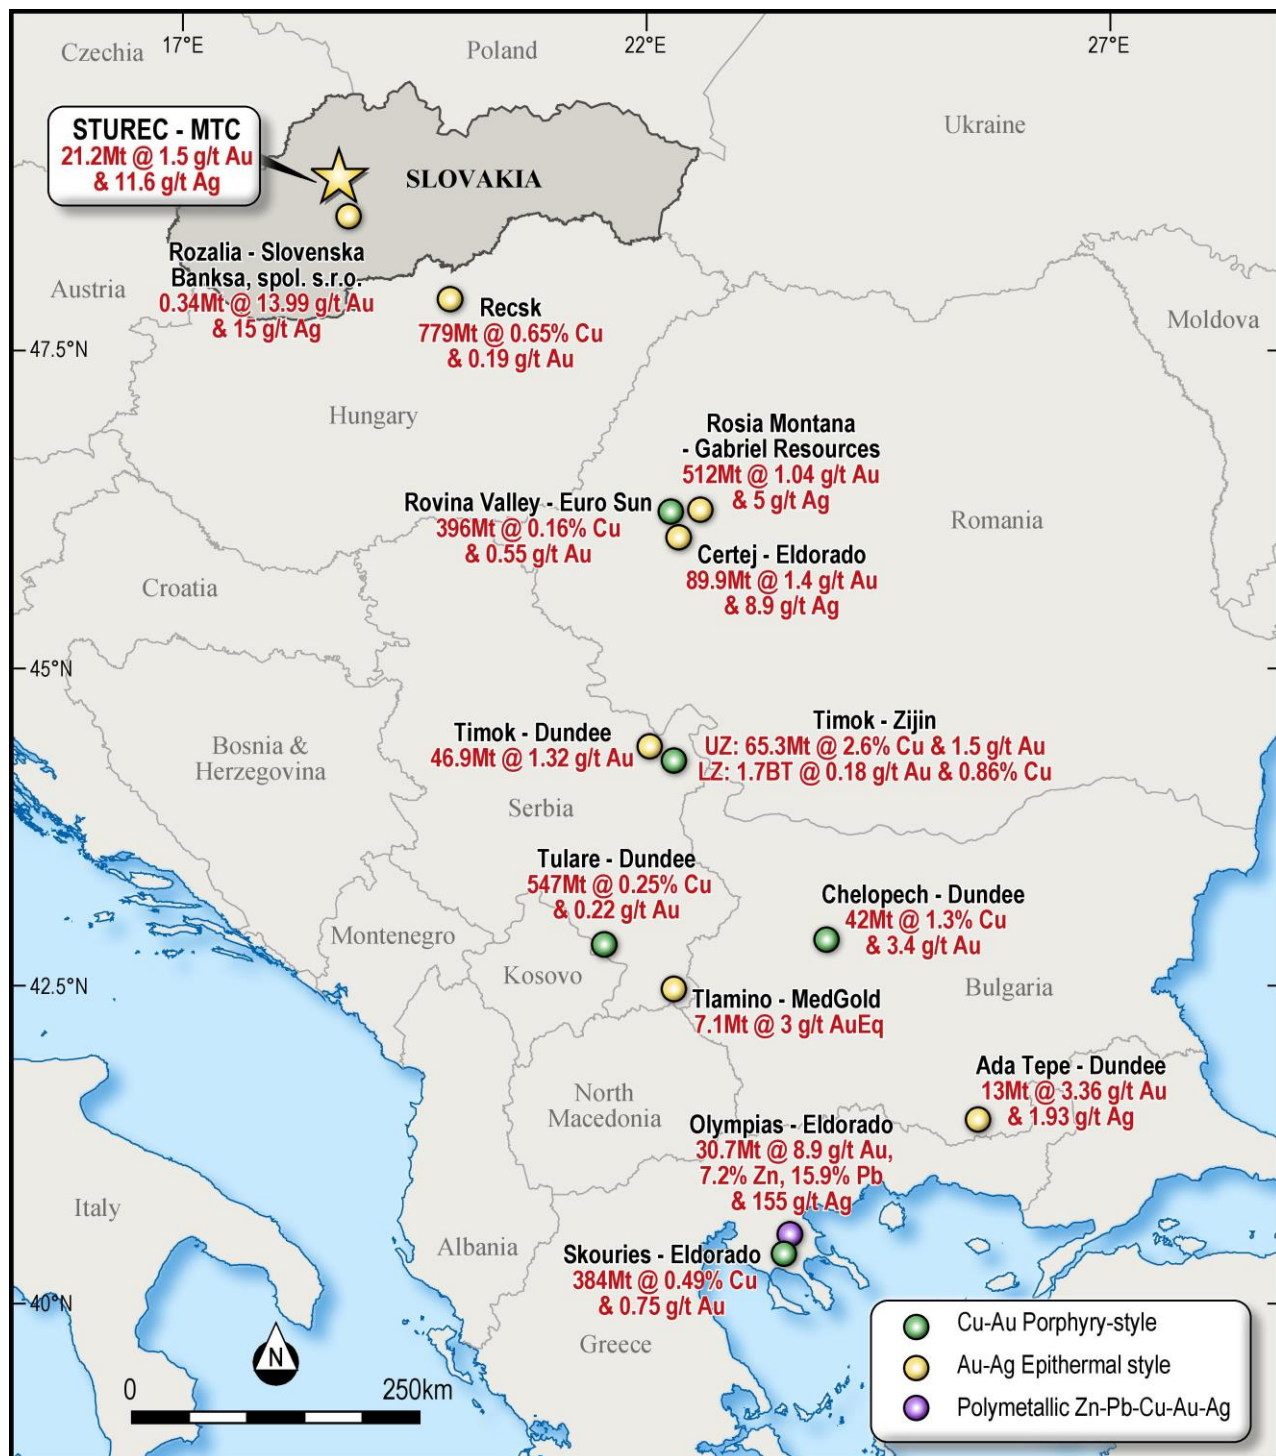 Czechia
17°E
Poland
22°E
27°E
Ukraine
STUREC - MTC
21.2Mt @ 1.5 g/t Au
& 11.6 g/t Ag
SLOVAKIA
Rozalia - Slovenska
Banksa, spol. s.r.o.
0.34Mt @ 13.99 g/t Au
& 15 g/t Ag
Austria
Recsk
779Mt @ 0.65% Cu
& 0.19 g/t Au
Moldova
47.5°N
Hungary
Rosia Montana
- Gabriel Resources
512Mt @ 1.04 g/t Au
& 5 g/t Ag
Rovina Valley - Euro Sun
396Mt @ 0.16% Cu
& 0.55 g/t Au
Romania
Certej - Eldorado
89.9Mt @ 1.4 g/t Au
& 8.9 g/t Ag
Croatia
45°N
Bosnia &
Herzegovina
Timok - Dundee
46.9Mt @ 1.32 g/t Au
Timok - Zijin
UZ: 65.3Mt @ 2.6% Cu & 1.5 g/t Au
LZ: 1.7BT @ 0.18 g/t Au & 0.86% Cu
Serbia
Tulare - Dundee
547Mt @ 0.25% Cu
& 0.22 g/t Au
Chelopech - Dundee
42Mt @ 1.3% Cu
& 3.4 g/t Au
Montenegro
Kosovo
42.5°N
Bulgaria
Tlamino - MedGold
7.1Mt @ 3 g/t AuEq
North
Macedonia
Ada Tepe - Dundee
13Mt @ 3.36 g/t Au
& 1.93 g/t Ag
Olympias - Eldorado
30.7Mt @ 8.9 g/t Au,
7.2% Zn, 15.9% Pb
& 155 g/t Ag
Italy
Albania
Skouries - Eldorado
384Mt @ 0.49% Cu
& 0.75 g/t Au
40°N
Greece
N
0
250km
Cu-Au Porphyry-style
Au-Ag Epithermal style
Polymetallic Zn-Pb-Cu-Au-Ag